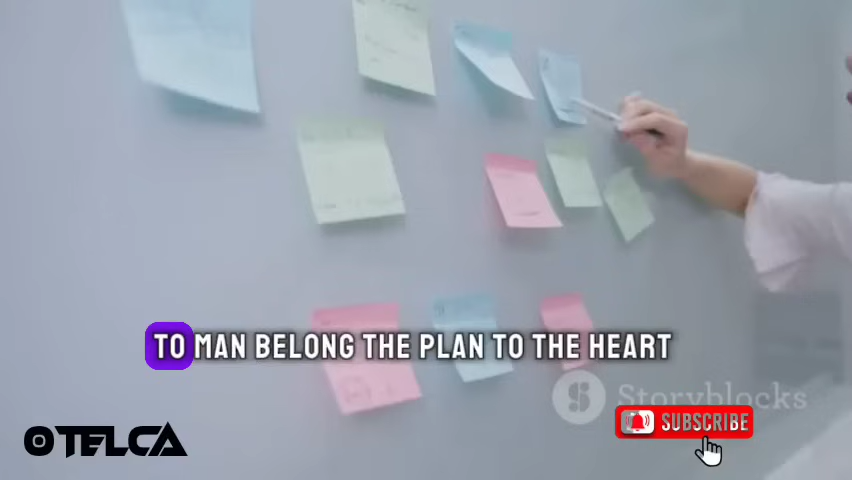 TO MAN BELONG THE PLAN TO THE HEART
Storyblocks
SUBSCRIBE
OTELCA